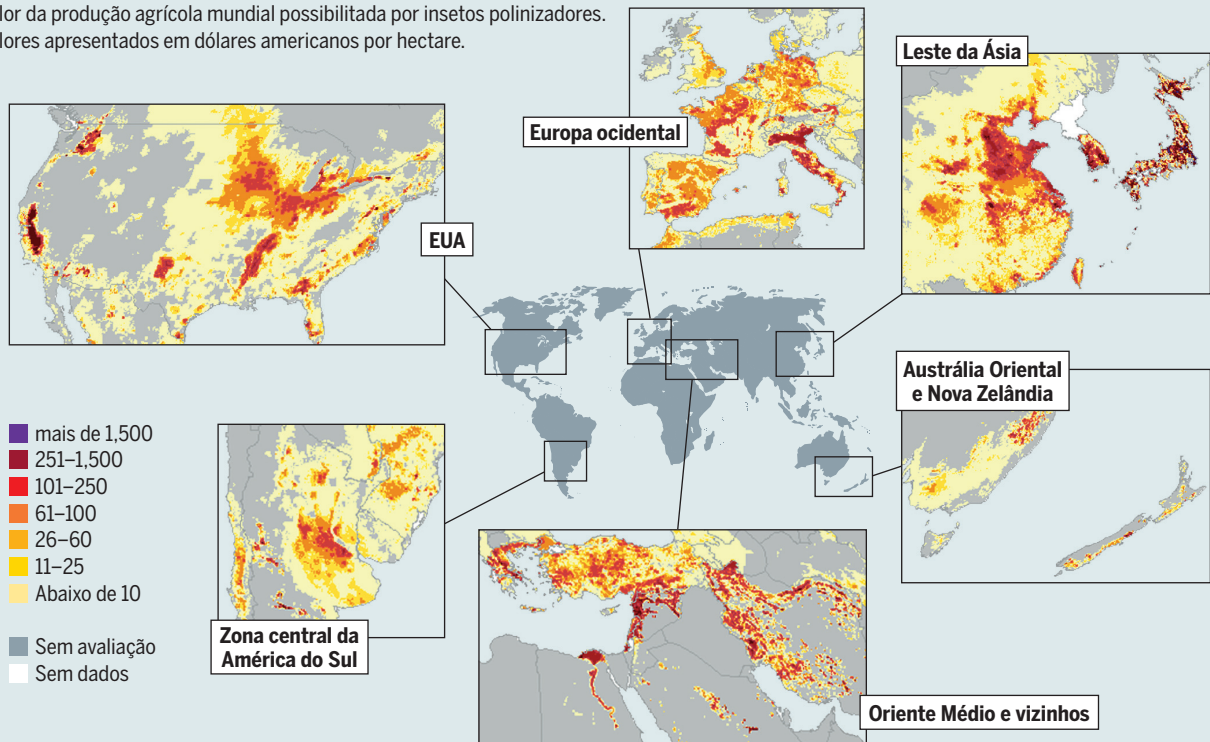 lor da produção agrícola mundial possibilitada por insetos polinizadores.
lores apresentados em dólares americanos por hectare.
Leste da Ásia
Europa ocidental
EUA
Austrália Oriental
e Nova Zelândia
mais de 1,500
251–1,500
101–250
61–100
26–60
11–25
Abaixo de 10
Sem avaliação
Sem dados
Zona central da
América do Sul
Oriente Médio e vizinhos